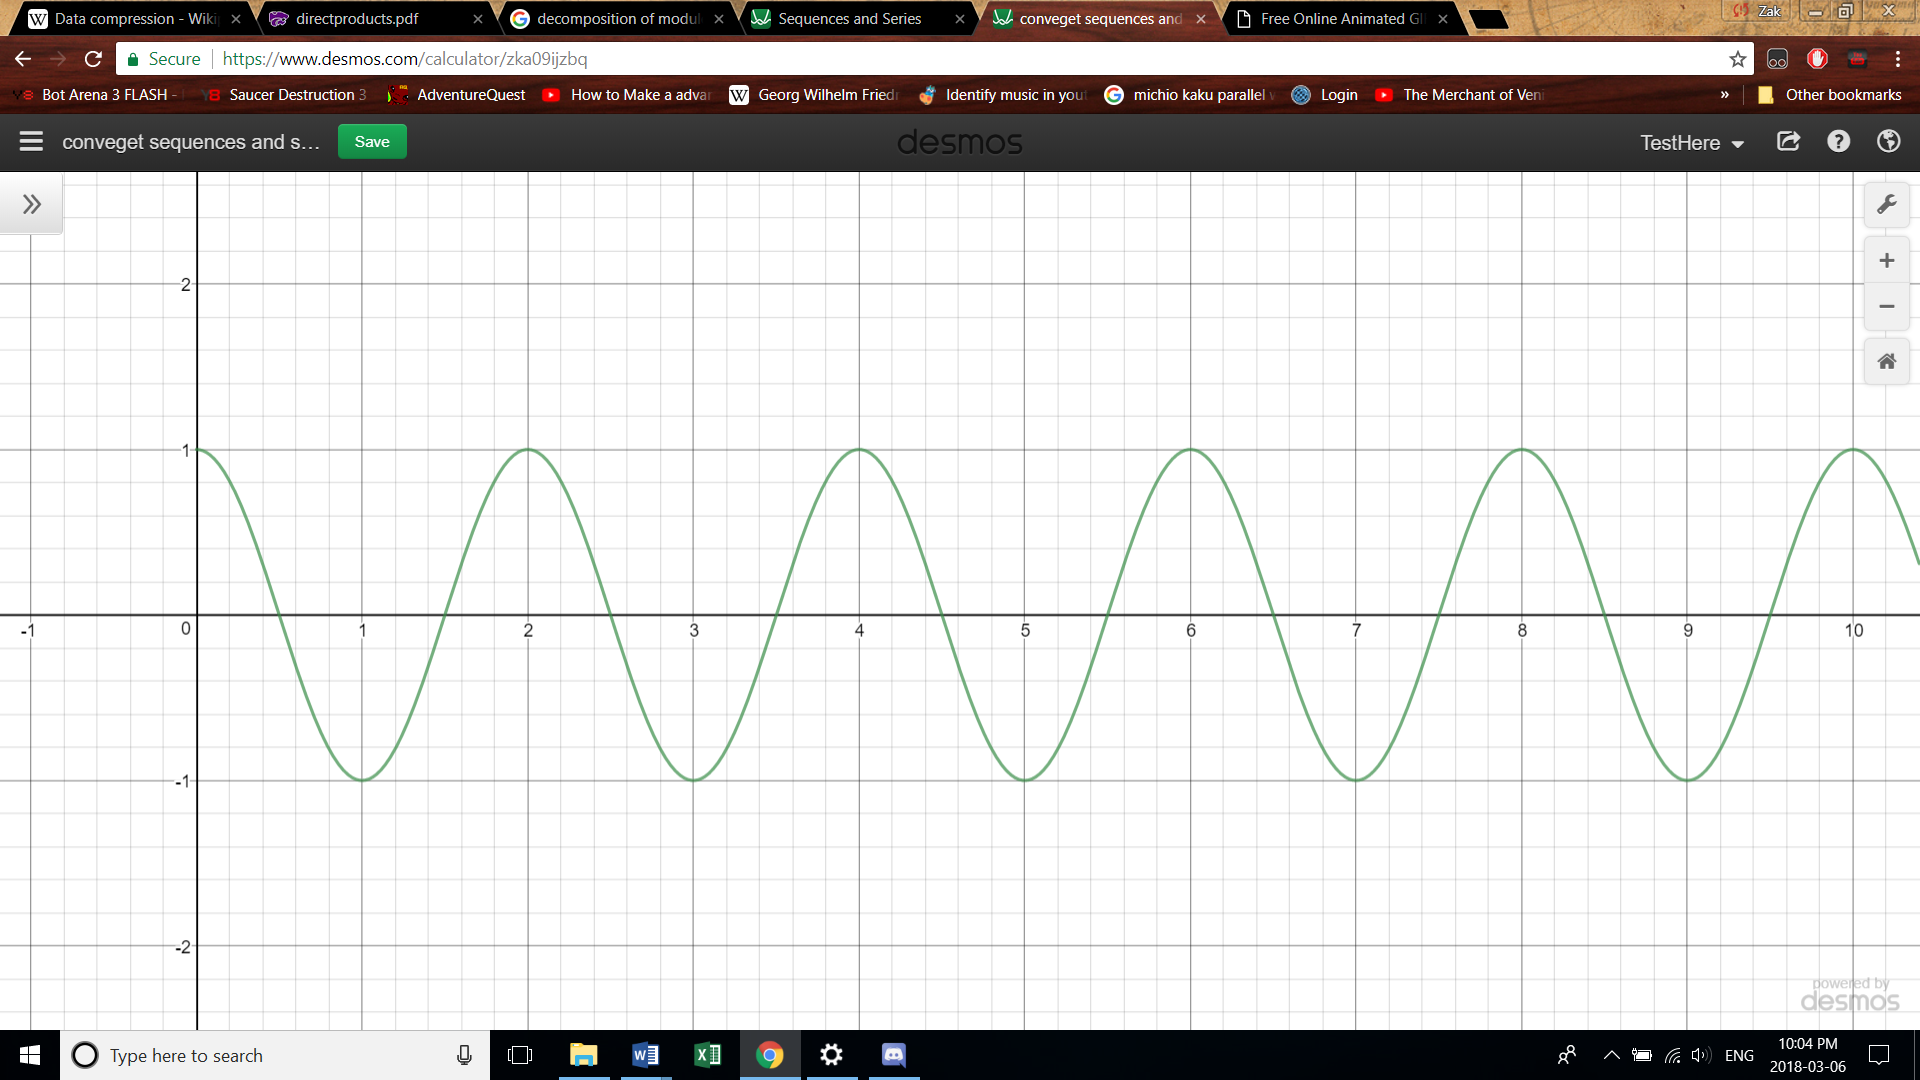 Data compression - Wiki
directproducts.pdf
decomposition of modul
Sequences and Series
conveget sequences and
Free Online Animated GI
Zak
Secure
https://www.desmos.com/calculator/zka09ijzbq
Bot Arena 3 FLASH -
Saucer Destruction 3
AdventureQuest
How to Make a advan
Georg Wilhelm Friedr
Identify music in your
michio kaku parallel
Login
The Merchant of Veni
»
Other bookmarks
conveget sequences and s...
Save
desmos
TestHere
2
1
-1
0
1
2
3
4
5
6
7
8
9
10
-1
-2
powered by
desmos
Type here to search
ENG
10:04 PM
2018-03-06